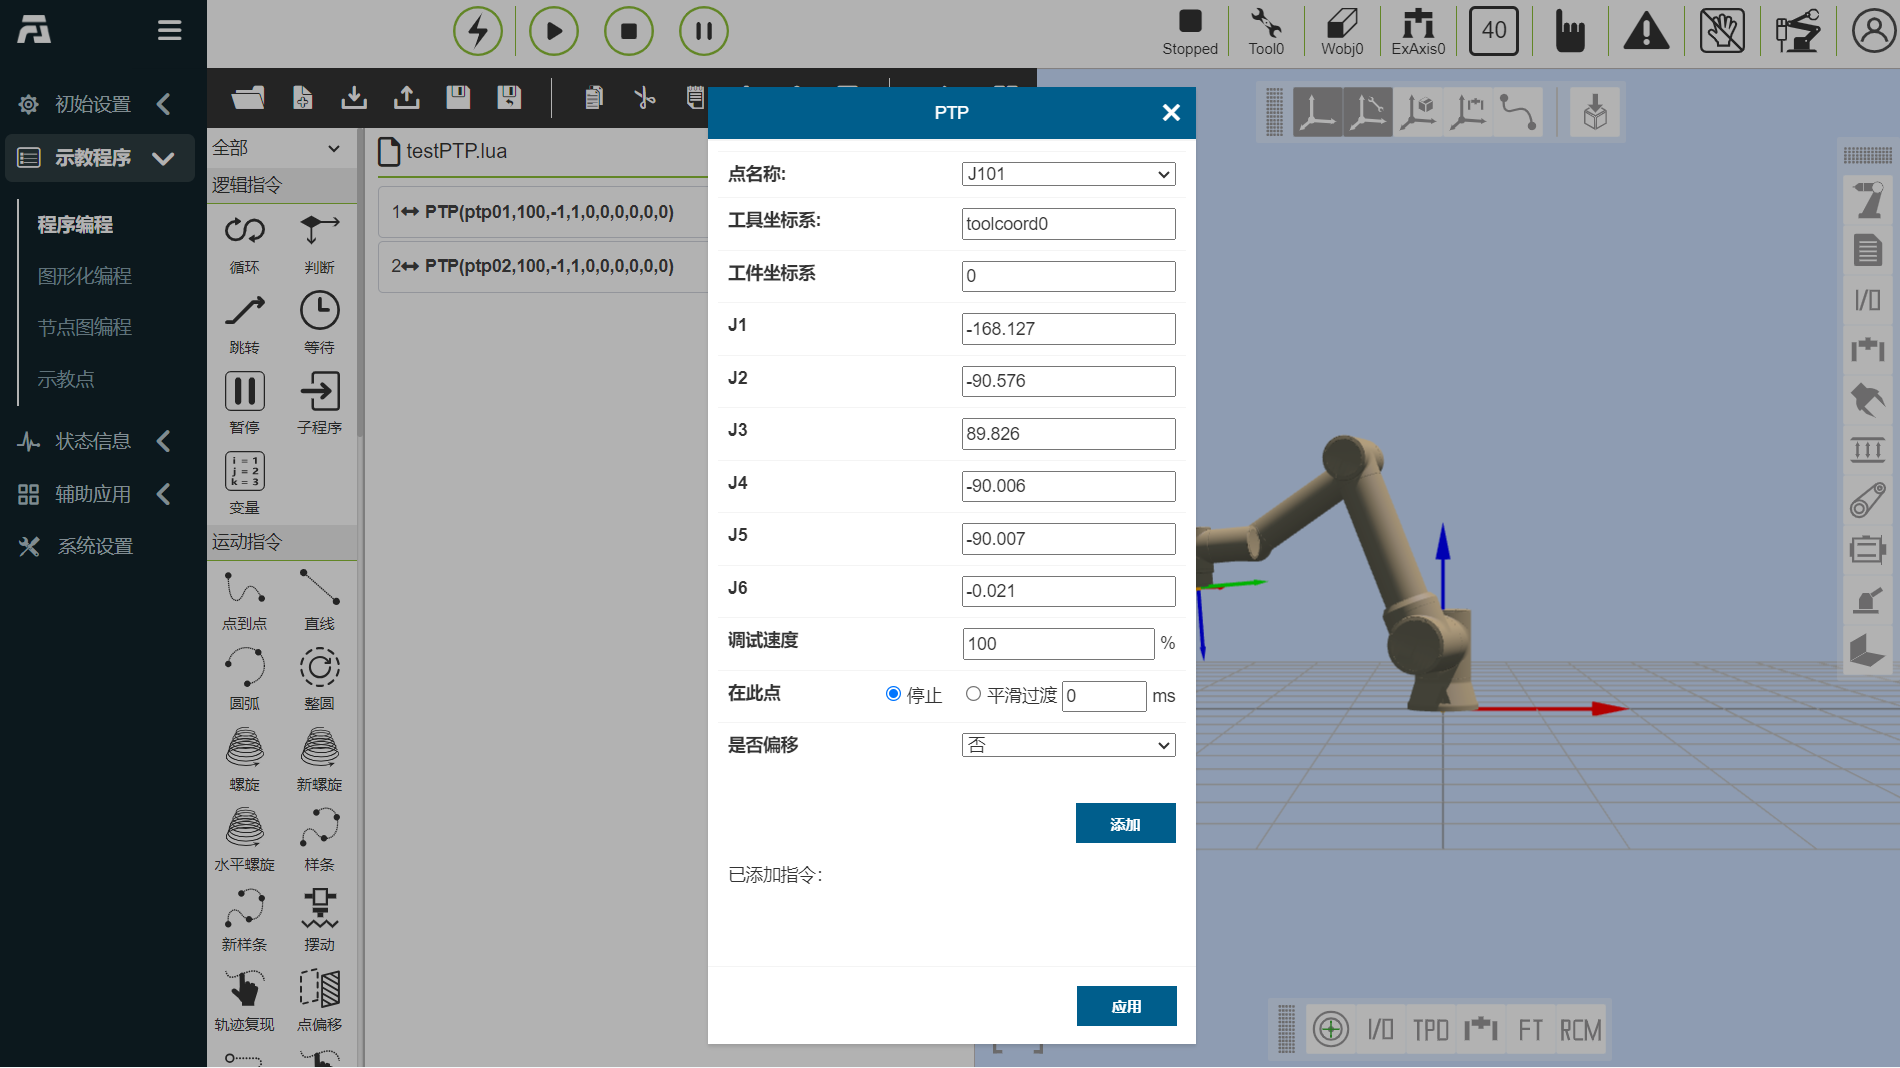 Stopped
Tool0
Wobj0
ExAxis0
40
初始设置
示教程序
程序编程
图形化编程
节点图编程
示教点
状态信息
辅助应用
系统设置
全部
逻辑指令
循环
判断
跳转
等待
暂停
子程序
i = 1
j = 2
k = 3
变量
运动指令
点到点
直线
圆弧
整圆
螺旋
新螺旋
水平螺旋
样条
新样条
摆动
轨迹复现
点偏移
testPTP.lua
1 PTP(ptp01,100,-1,1,0,0,0,0,0,0)
2 PTP(ptp02,100,-1,1,0,0,0,0,0,0)
PTP
点名称: J101
工具坐标系: toolcoord0
工件坐标系 0
J1 -168.127
J2 -90.576
J3 89.826
J4 -90.006
J5 -90.007
J6 -0.021
调试速度 100 %
在此点 停止 平滑过渡 0 ms
是否偏移 否
添加
已添加指令:
应用
I/O
I/O TPD FT RCM